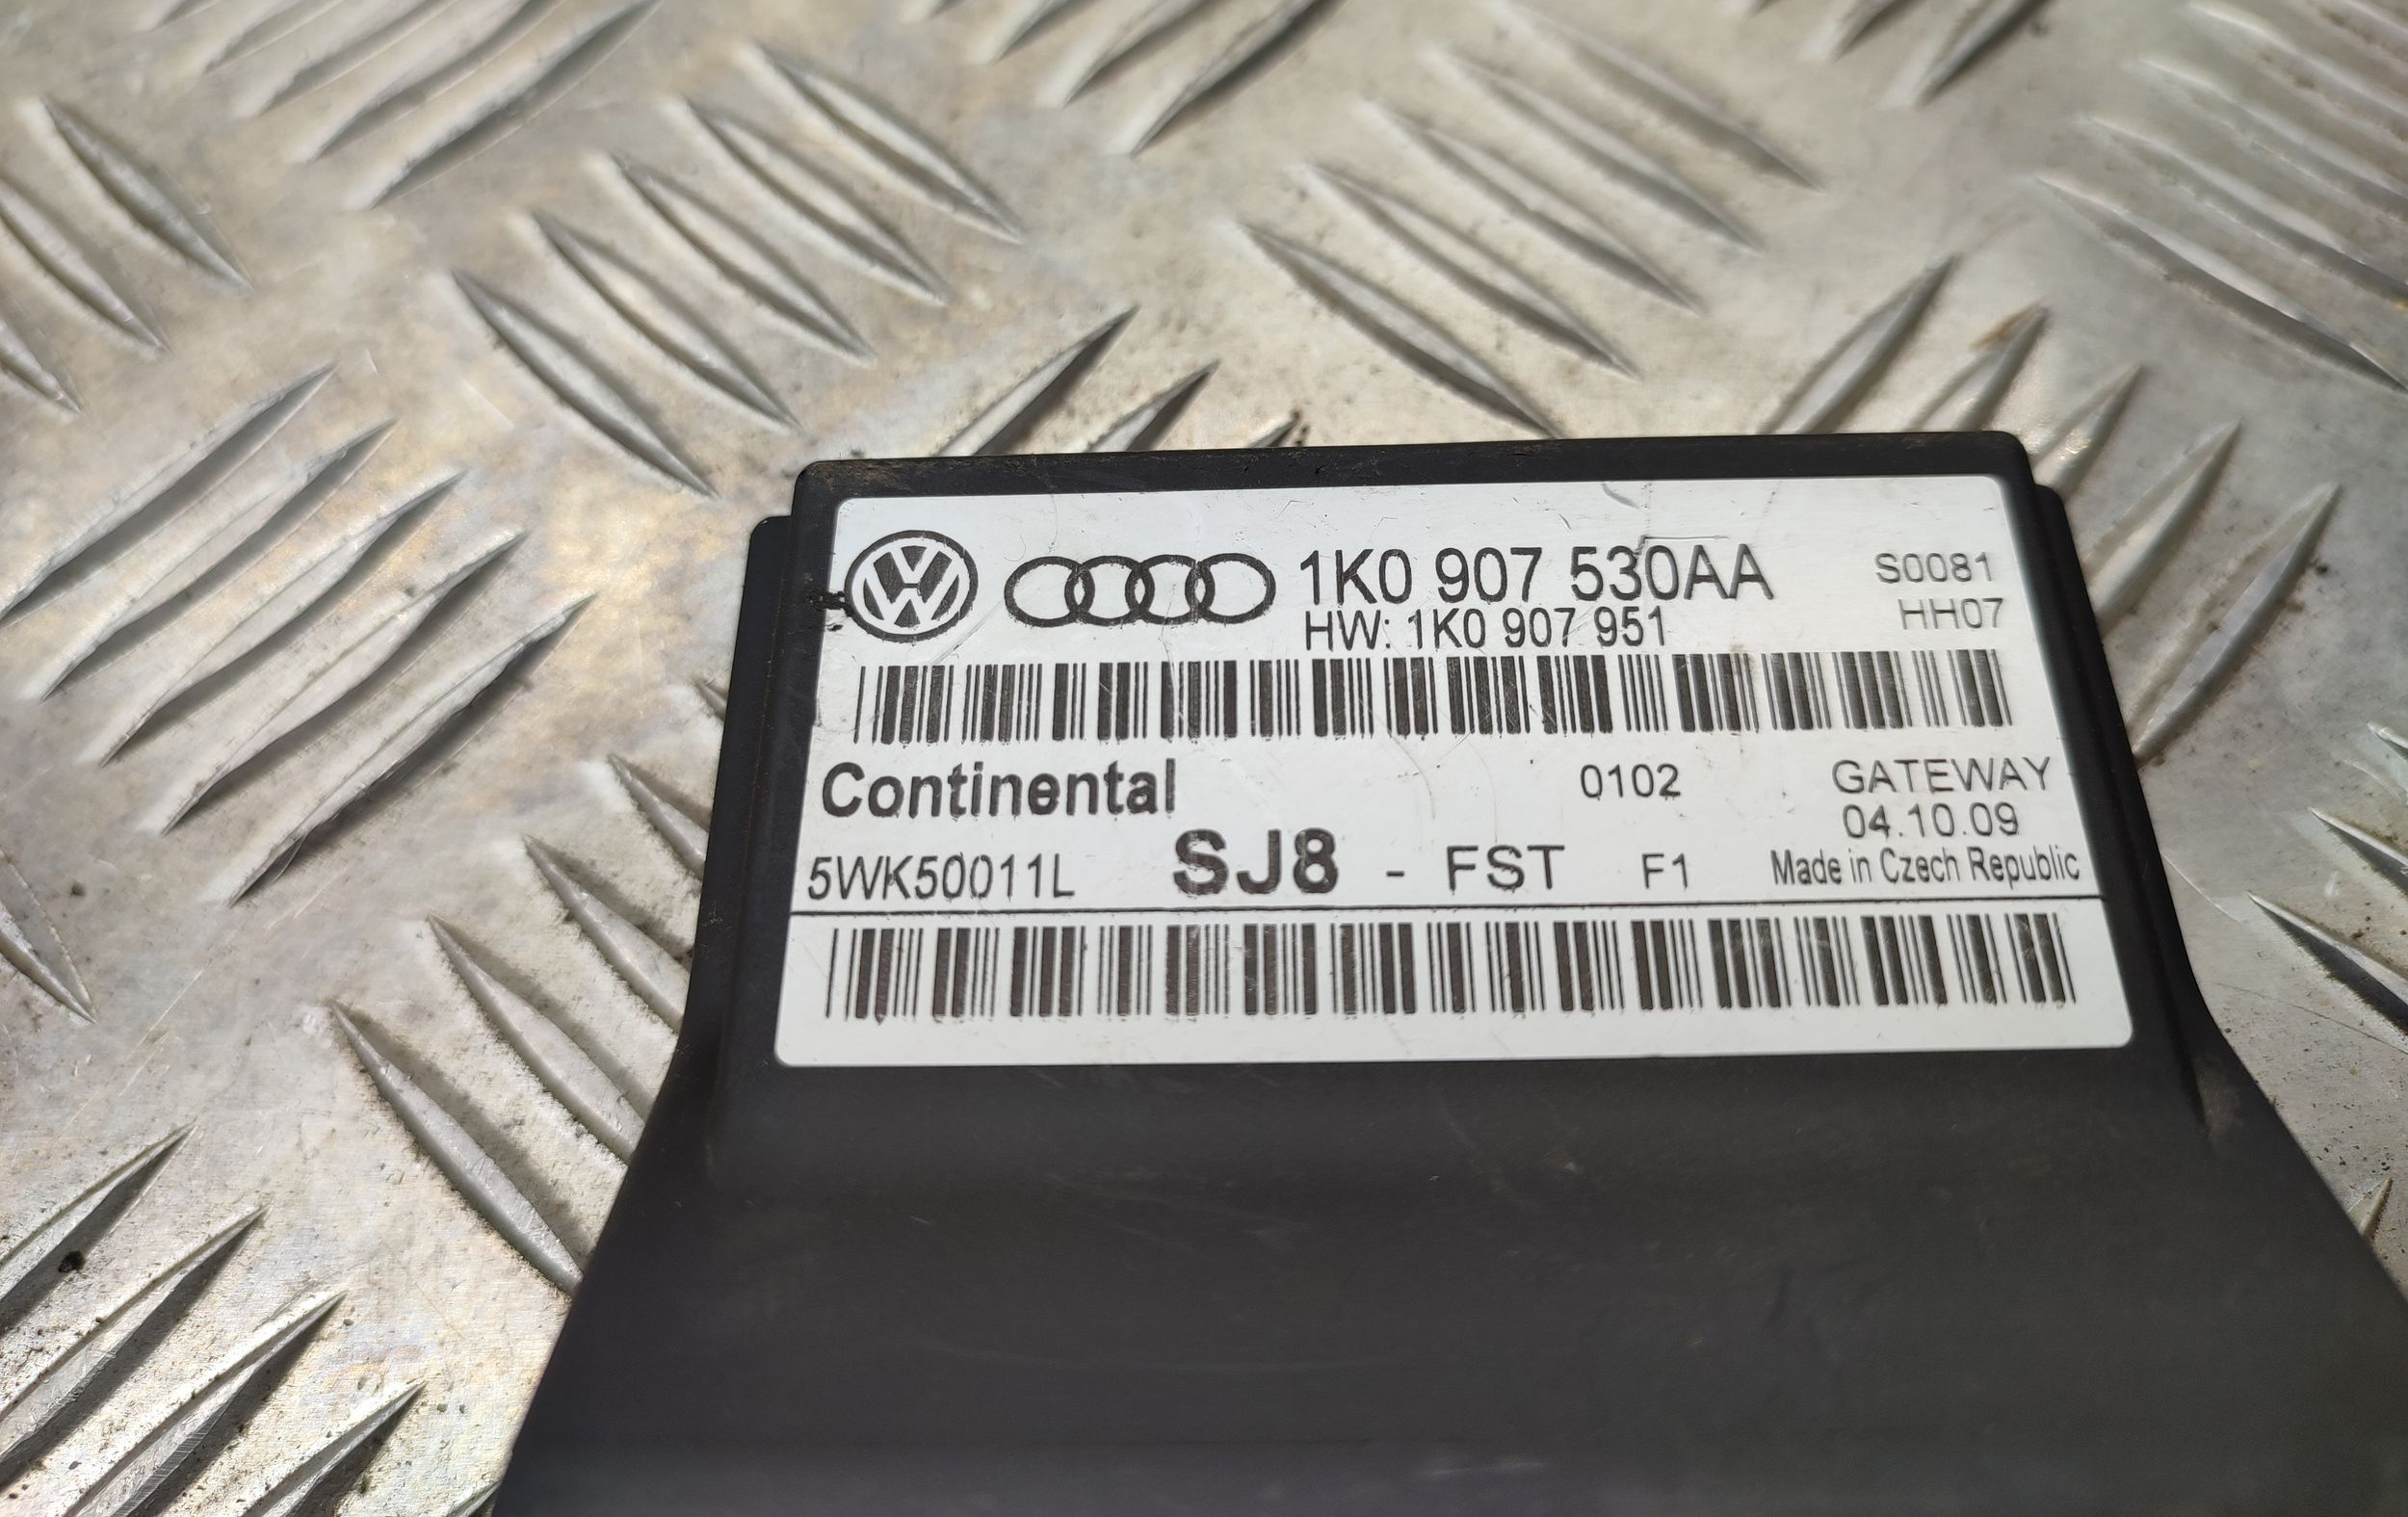 1K0 907 530AA S0081
HW: 1K0 907 951 HH07
Continental 0102 GATEWAY
04.10.09
5WK50011L SJ8 - FST F1 Made in Czech Republic